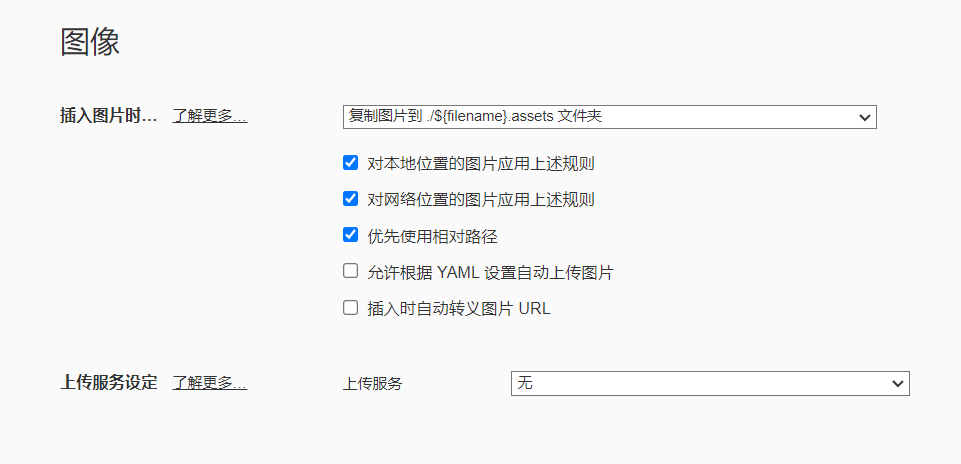 图像
插入图片时… 了解更多… 复制图片到 ./${filename}.assets 文件夹
对本地位置的图片应用上述规则
对网络位置的图片应用上述规则
优先使用相对路径
允许根据 YAML 设置自动上传图片
插入时自动转义图片 URL
上传服务设定 了解更多… 上传服务 无